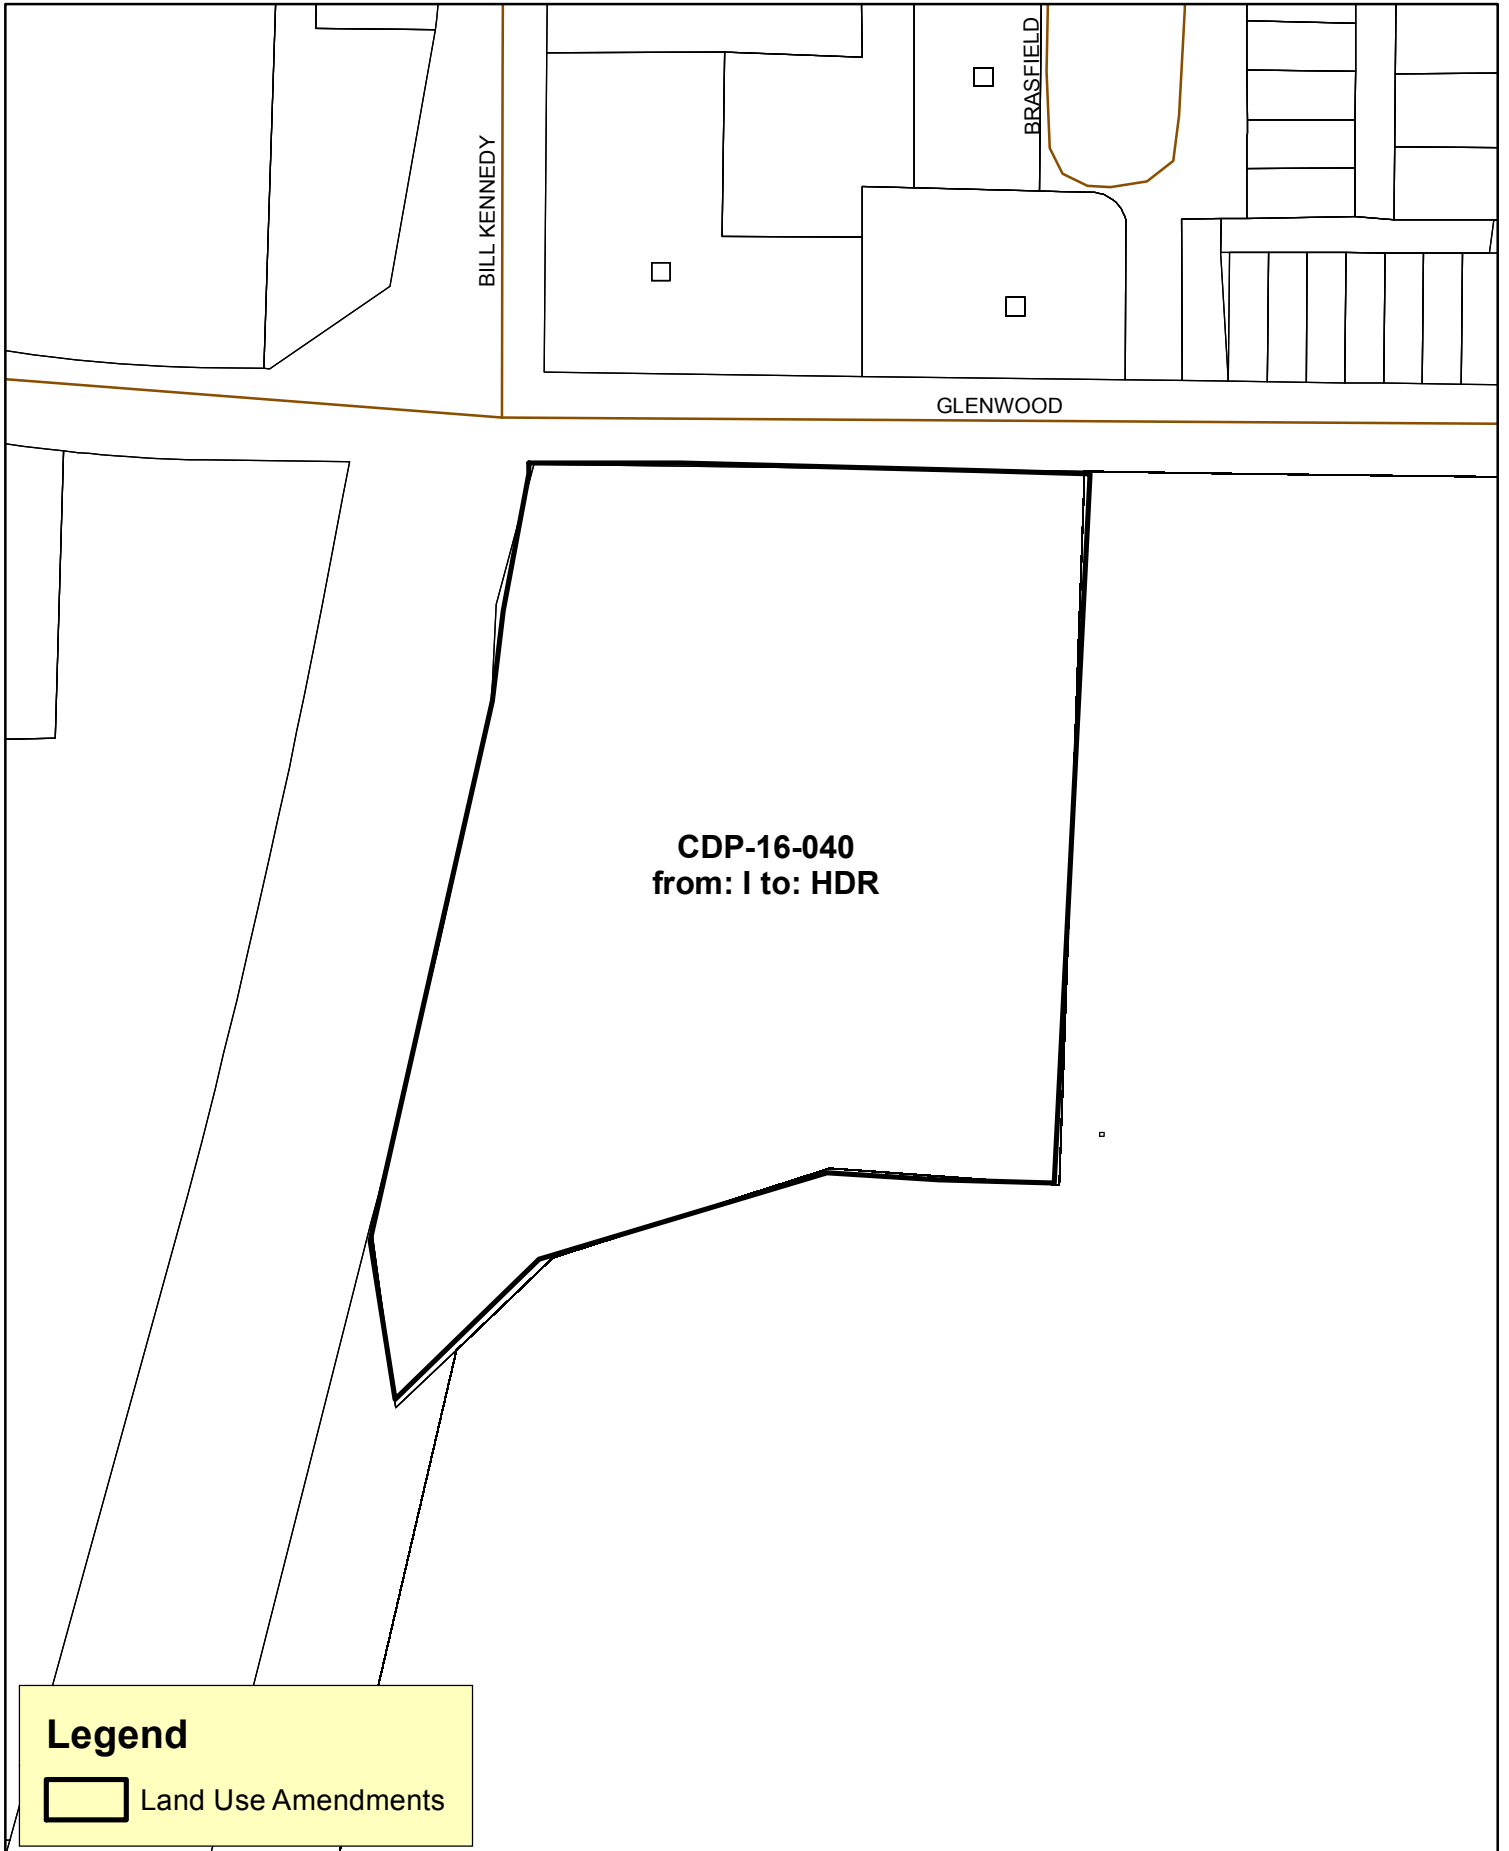 BRASFIELD
BILL KENNEDY
GLENWOOD
CDP-16-040
from: I to: HDR
Legend
Land Use Amendments